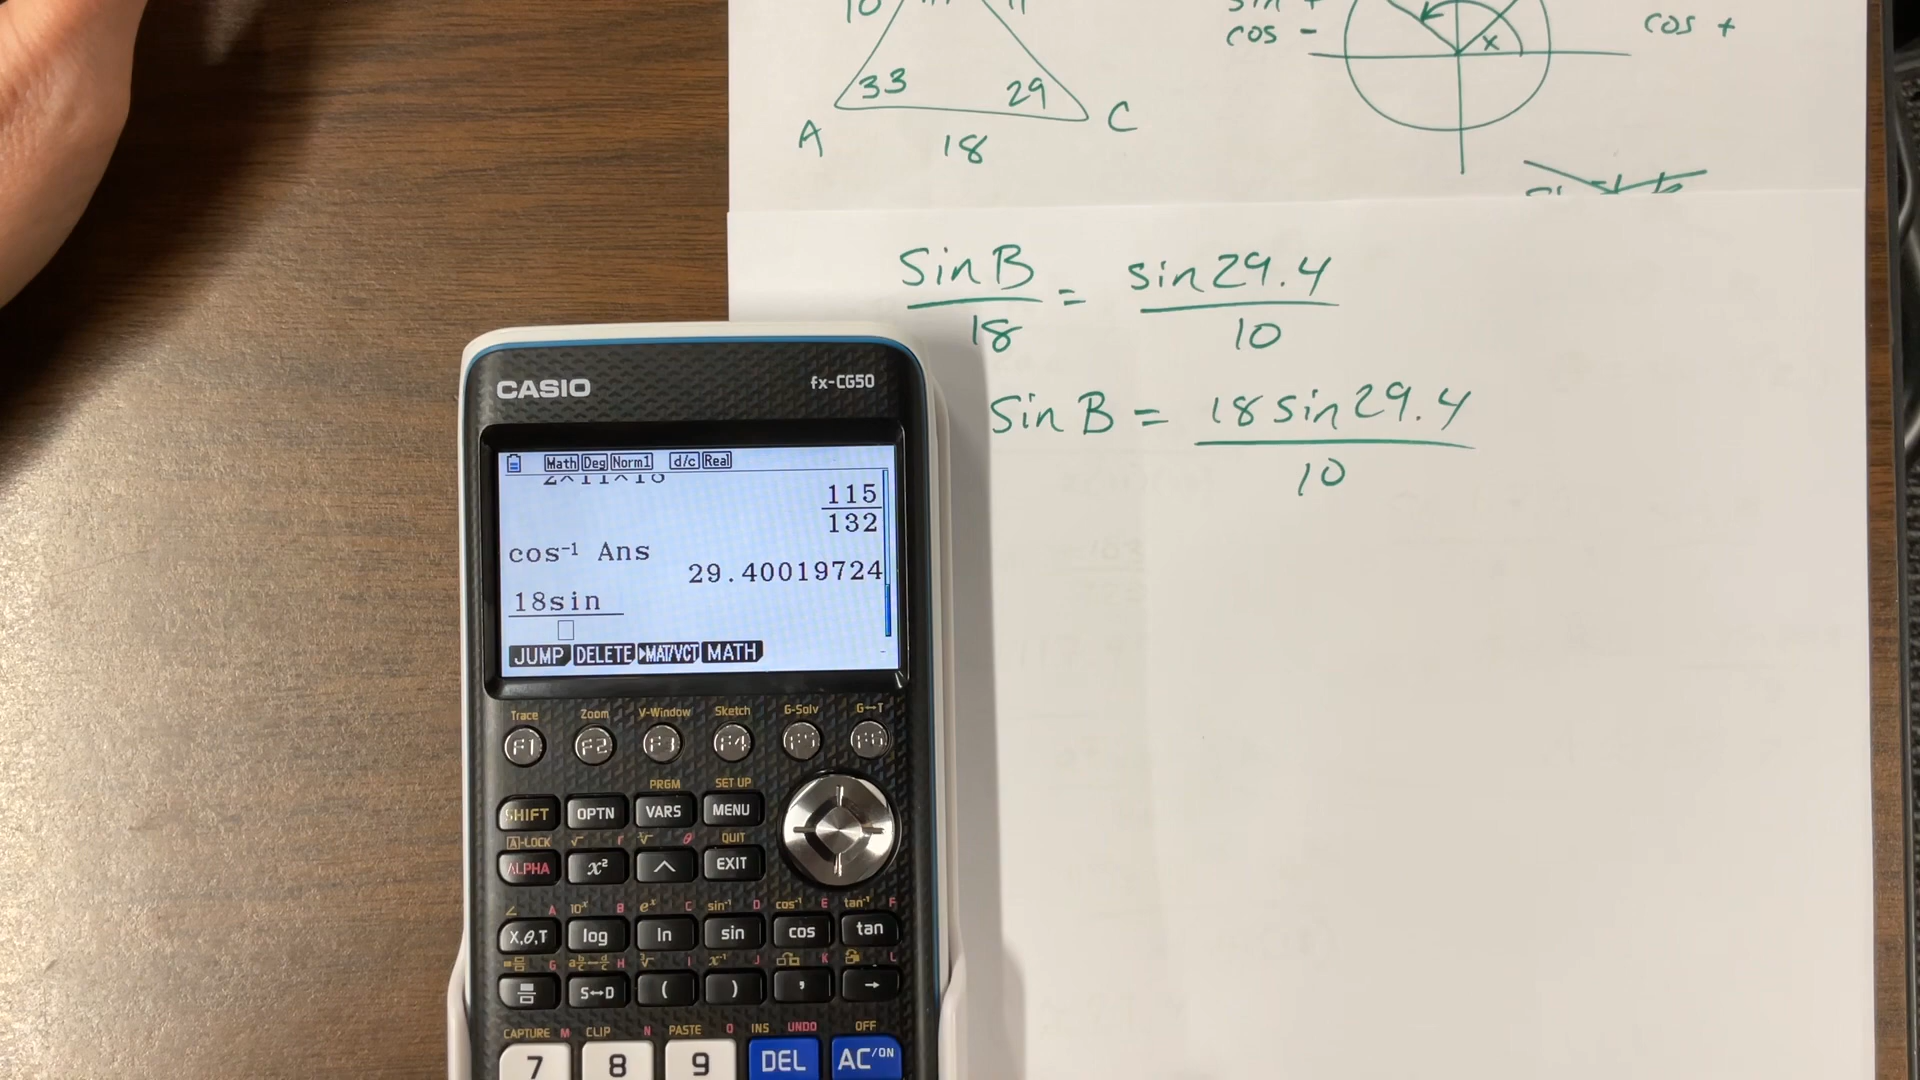 10 11
sin + 
cos - x cos +
33 29
A C
18
sin B / 18 = sin 29.4 / 10
sin B = 18 sin 29.4 / 10
CASIO fx-CG50
Math Deg Norm1 d/c Real
115
132
cos⁻¹ Ans
29.40019724
18sin
□
JUMP DELETE ▶MAT/VCT MATH
Trace Zoom V-Window Sketch G-Solv G↔T
F1 F2 F3 F4 F5 F6
PRGM SET UP
SHIFT OPTN VARS MENU
A-LOCK √ r ˣ√ θ QUIT
ALPHA x² ^ EXIT
∠ A 10ˣ B eˣ C sin⁻¹ D cos⁻¹ E tan⁻¹ F
X,θ,T log ln sin cos tan
G H ³√ I x⁻¹ J K L
S↔D ( ) , →
CAPTURE M CLIP N PASTE O INS UNDO OFF
7 8 9 DEL AC/ON